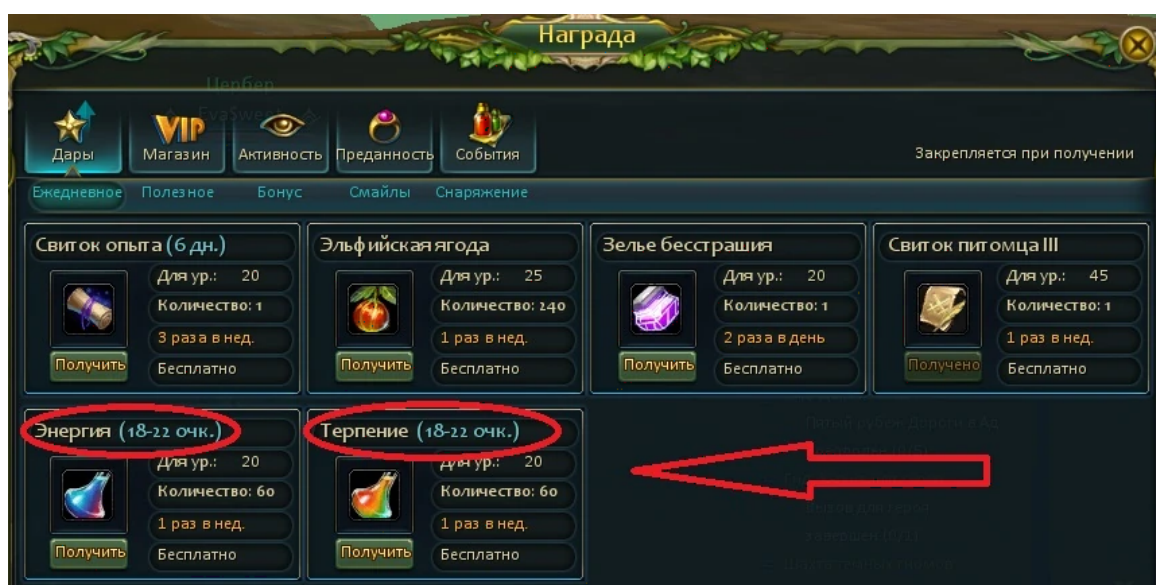 Награда
Цербер
Дары
VIP
Магазин
Активность
Преданность
События
Закрепляется при получении
Ежедневное Полезное Бонус Смайлы Снаряжение
Свиток опыта (6 дн.)
Для ур.: 20
Количество: 1
3 раза в нед.
Получить
Бесплатно
Эльфийская ягода
Для ур.: 25
Количество: 240
1 раз в нед.
Получить
Бесплатно
Зелье бесстрашия
Для ур.: 20
Количество: 1
2 раза в день
Получить
Бесплатно
Свиток питомца III
Для ур.: 45
Количество: 1
1 раз в нед.
Получено
Бесплатно
Энергия (18-22 очк.)
Для ур.: 20
Количество: 60
1 раз в нед.
Получить
Бесплатно
Терпение (18-22 очк.)
Для ур.: 20
Количество: 60
1 раз в нед.
Получить
Бесплатно